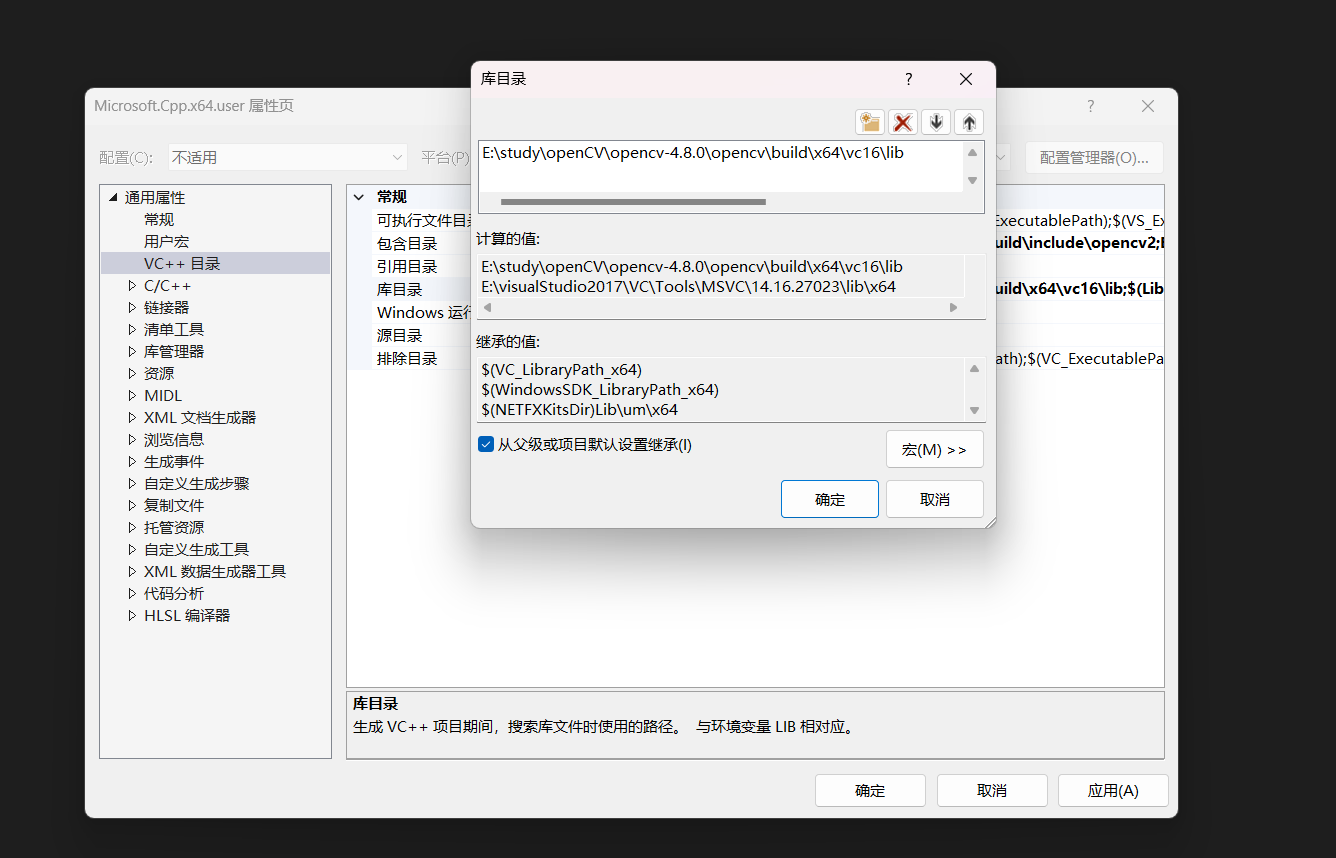 库目录
?
Microsoft.Cpp.x64.user 属性页
?
配置(C):
不适用
平台(P)
配置管理器(O)...
通用属性
常规
用户宏
VC++ 目录
C/C++
链接器
清单工具
库管理器
资源
MIDL
XML 文档生成器
浏览信息
生成事件
自定义生成步骤
复制文件
托管资源
自定义生成工具
XML 数据生成器工具
代码分析
HLSL 编译器
常规
可执行文件目录
ExecutablePath);$(VS_Ex
包含目录
uild\include\opencv2;E
引用目录
库目录
uild\x64\vc16\lib;$(Lib
Windows 运行
源目录
排除目录
ath);$(VC_ExecutablePa
E:\study\openCV\opencv-4.8.0\opencv\build\x64\vc16\lib
计算的值:
E:\study\openCV\opencv-4.8.0\opencv\build\x64\vc16\lib
E:\visualStudio2017\VC\Tools\MSVC\14.16.27023\lib\x64
继承的值:
$(VC_LibraryPath_x64)
$(WindowsSDK_LibraryPath_x64)
$(NETFXKitsDir)Lib\um\x64
从父级或项目默认设置继承(I)
宏(M) >>
确定
取消
库目录
生成 VC++ 项目期间，搜索库文件时使用的路径。 与环境变量 LIB 相对应。
确定
取消
应用(A)